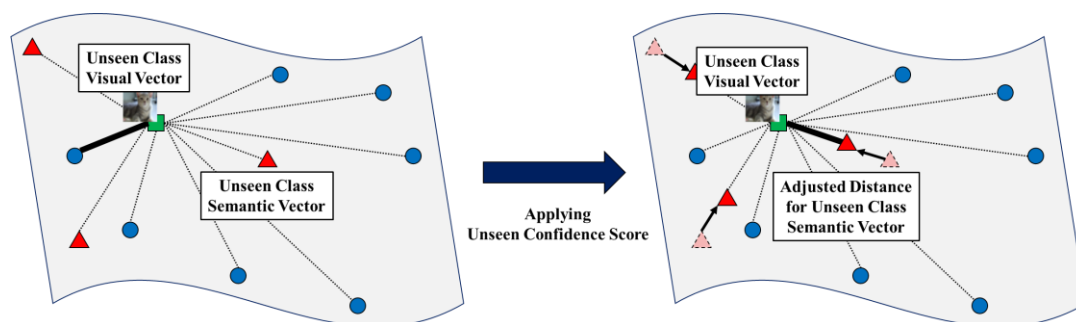 Unseen Class
Visual Vector
Unseen Class
Semantic Vector
Applying
Unseen Confidence Score
Unseen Class
Visual Vector
Adjusted Distance
for Unseen Class
Semantic Vector